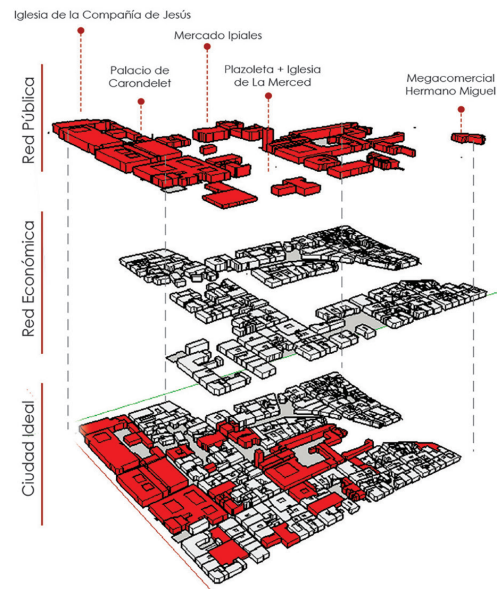 Iglesia de la Compañía de Jesús
Mercado Ipiales
Palacio de
Carondelet
Plazoleta + Iglesia
de La Merced
Megacomercial
Hermano Miguel
Red Pública
Red Económica
Ciudad Ideal